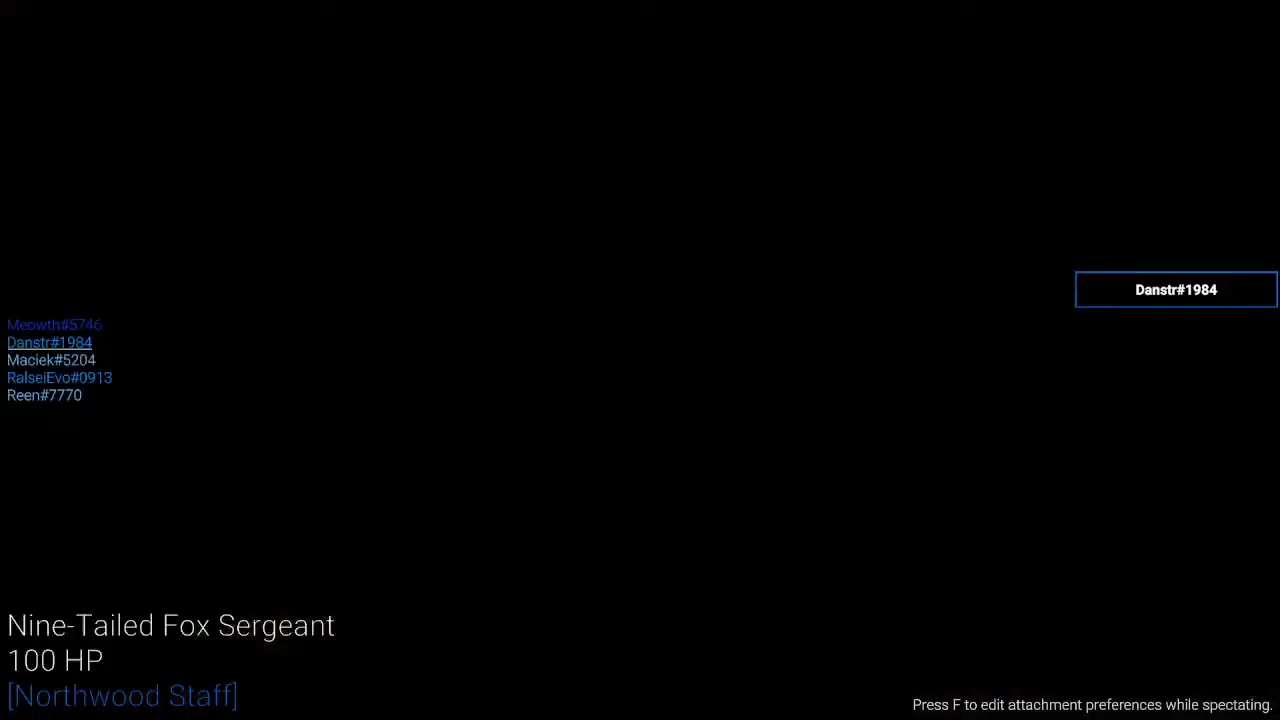 Danstr#1984
Meowth#5746
Danstr#1984
Maciek#5204
RalseiEvo#0913
Reen#7770
Nine-Tailed Fox Sergeant
100 HP
[Northwood Staff]
Press F to edit attachment preferences while spectating.